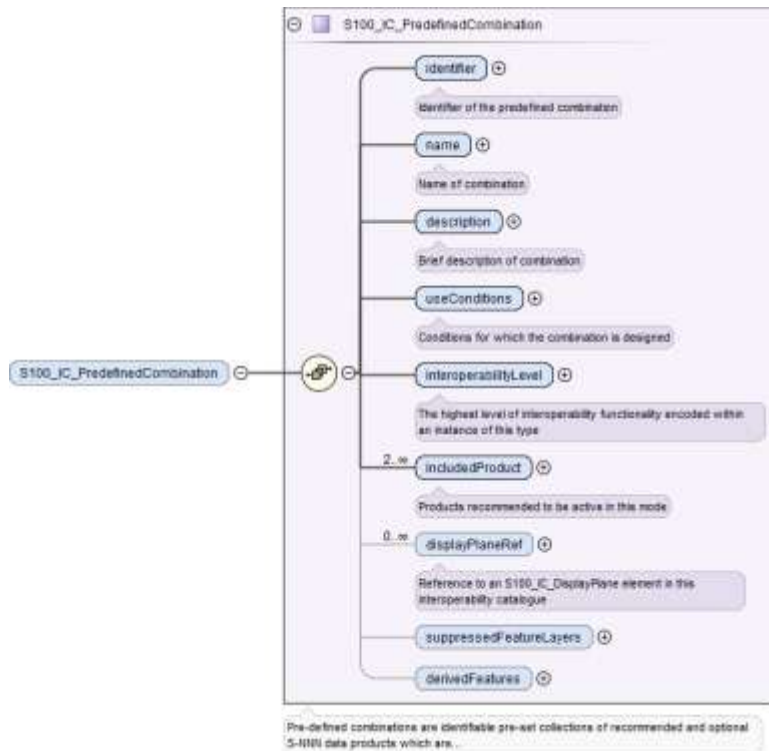 S100_IC_PredefinedCombination
identifier
Identifier of the predefined combination
name
Name of combination
description
Brief description of combination
useConditions
Conditions for which the combination is designed
S100_IC_PredefinedCombination
interoperabilityLevel
The highest level of interoperability functionality encoded within
an instance of this type
2..∞
includedProduct
Products recommended to be active in this mode
0..∞
displayPlaneRef
Reference to an S100_IC_DisplayPlane element in this
interoperability catalogue
suppressedFeatureLayers
derivedFeatures
Pre-defined combinations are identifiable pre-set collections of recommended and optional
S-NNN data products which are...